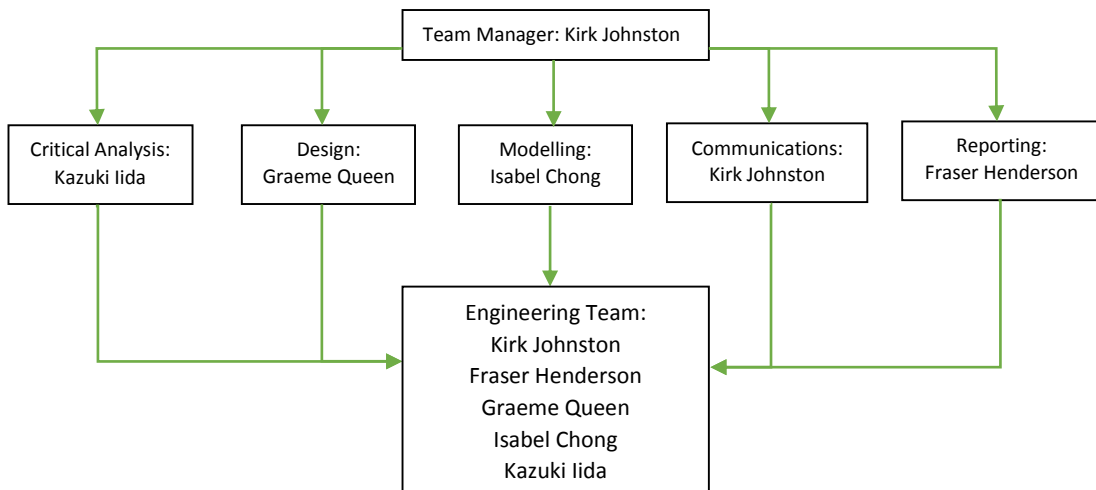 Team Manager: Kirk Johnston
Critical Analysis:
Kazuki Iida
Design:
Graeme Queen
Modelling:
Isabel Chong
Communications:
Kirk Johnston
Reporting:
Fraser Henderson
Engineering Team:
Kirk Johnston
Fraser Henderson
Graeme Queen
Isabel Chong
Kazuki Iida